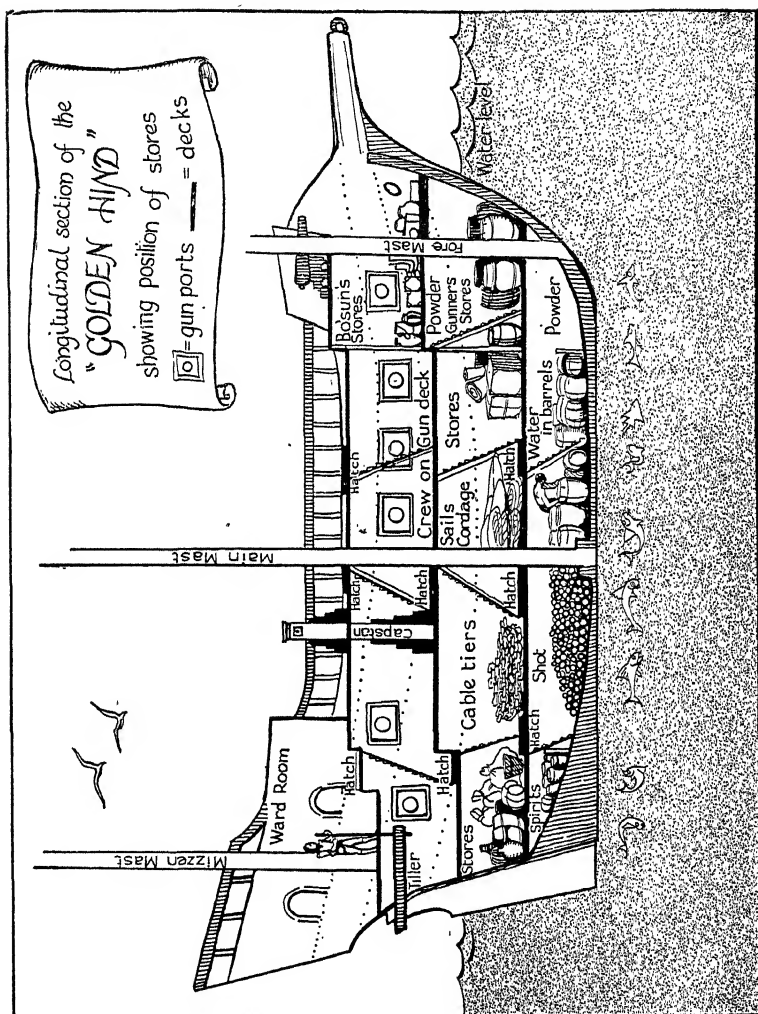 Longitudinal section of the
"GOLDEN HIND"
showing position of stores
=gun ports = decks
Mizzen Mast
Main Mast
Fore Mast
Ward Room
Hatch
Hatch
Hatch
Hatch
Hatch
Capstan
Tiller
Crew on Gun deck
Bosun's
Stores
Stores
Cable tiers
Hatch
Sails
Cordage
Hatch
Stores
Powder
Gunners
Stores
Spirits
Hatch
Shot
Water
in barrels
Powder
Water level